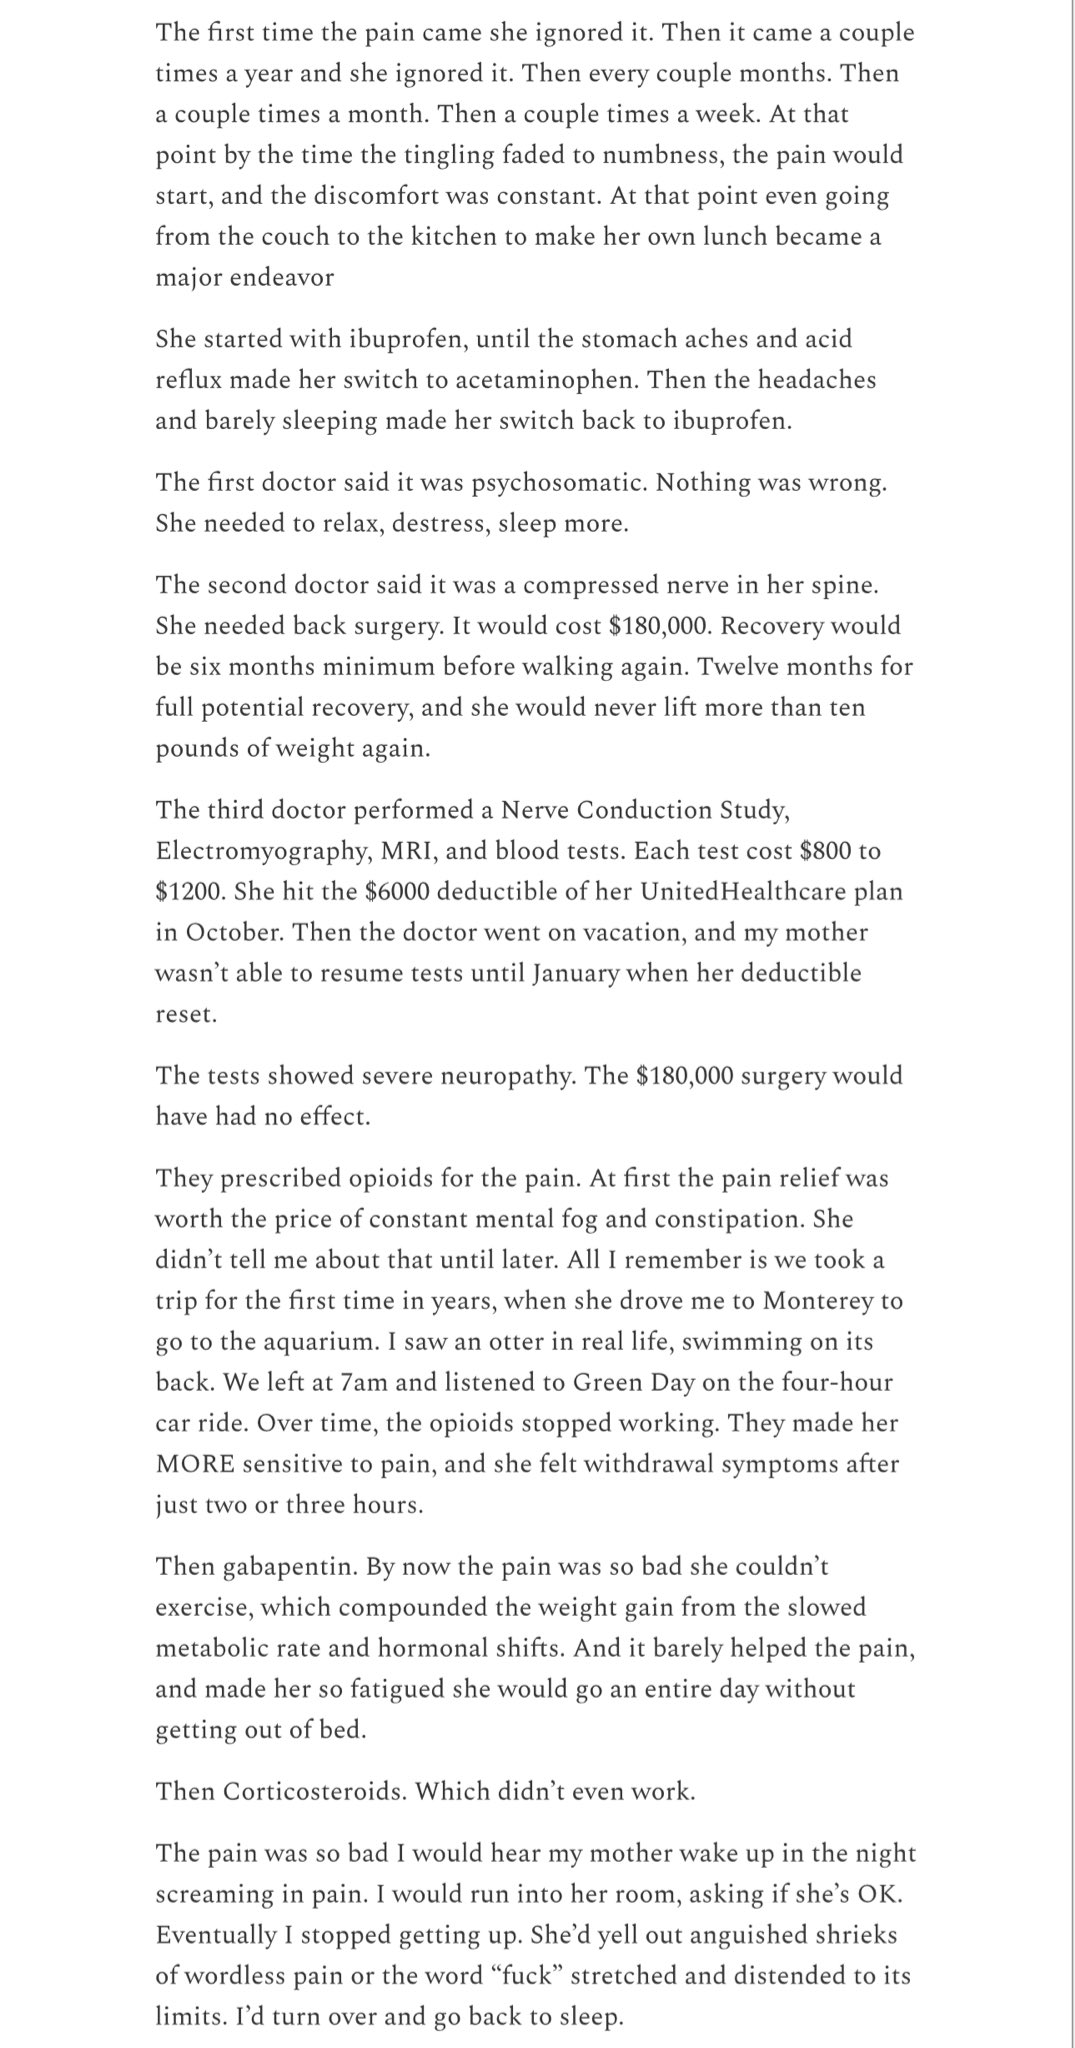 The first time the pain came she ignored it. Then it came a couple
times a year and she ignored it. Then every couple months. Then
a couple times a month. Then a couple times a week. At that
point by the time the tingling faded to numbness, the pain would
start, and the discomfort was constant. At that point even going
from the couch to the kitchen to make her own lunch became a
major endeavor
She started with ibuprofen, until the stomach aches and acid
reflux made her switch to acetaminophen. Then the headaches
and barely sleeping made her switch back to ibuprofen.
The first doctor said it was psychosomatic. Nothing was wrong.
She needed to relax, destress, sleep more.
The second doctor said it was a compressed nerve in her spine.
She needed back surgery. It would cost $180,000. Recovery would
be six months minimum before walking again. Twelve months for
full potential recovery, and she would never lift more than ten
pounds of weight again.
The third doctor performed a Nerve Conduction Study,
Electromyography, MRI, and blood tests. Each test cost $800 to
$1200. She hit the $6000 deductible of her UnitedHealthcare plan
in October. Then the doctor went on vacation, and my mother
wasn’t able to resume tests until January when her deductible
reset.
The tests showed severe neuropathy. The $180,000 surgery would
have had no effect.
They prescribed opioids for the pain. At first the pain relief was
worth the price of constant mental fog and constipation. She
didn’t tell me about that until later. All I remember is we took a
trip for the first time in years, when she drove me to Monterey to
go to the aquarium. I saw an otter in real life, swimming on its
back. We left at 7am and listened to Green Day on the four-hour
car ride. Over time, the opioids stopped working. They made her
MORE sensitive to pain, and she felt withdrawal symptoms after
just two or three hours.
Then gabapentin. By now the pain was so bad she couldn’t
exercise, which compounded the weight gain from the slowed
metabolic rate and hormonal shifts. And it barely helped the pain,
and made her so fatigued she would go an entire day without
getting out of bed.
Then Corticosteroids. Which didn’t even work.
The pain was so bad I would hear my mother wake up in the night
screaming in pain. I would run into her room, asking if she’s OK.
Eventually I stopped getting up. She’d yell out anguished shrieks
of wordless pain or the word “fuck” stretched and distended to its
limits. I’d turn over and go back to sleep.